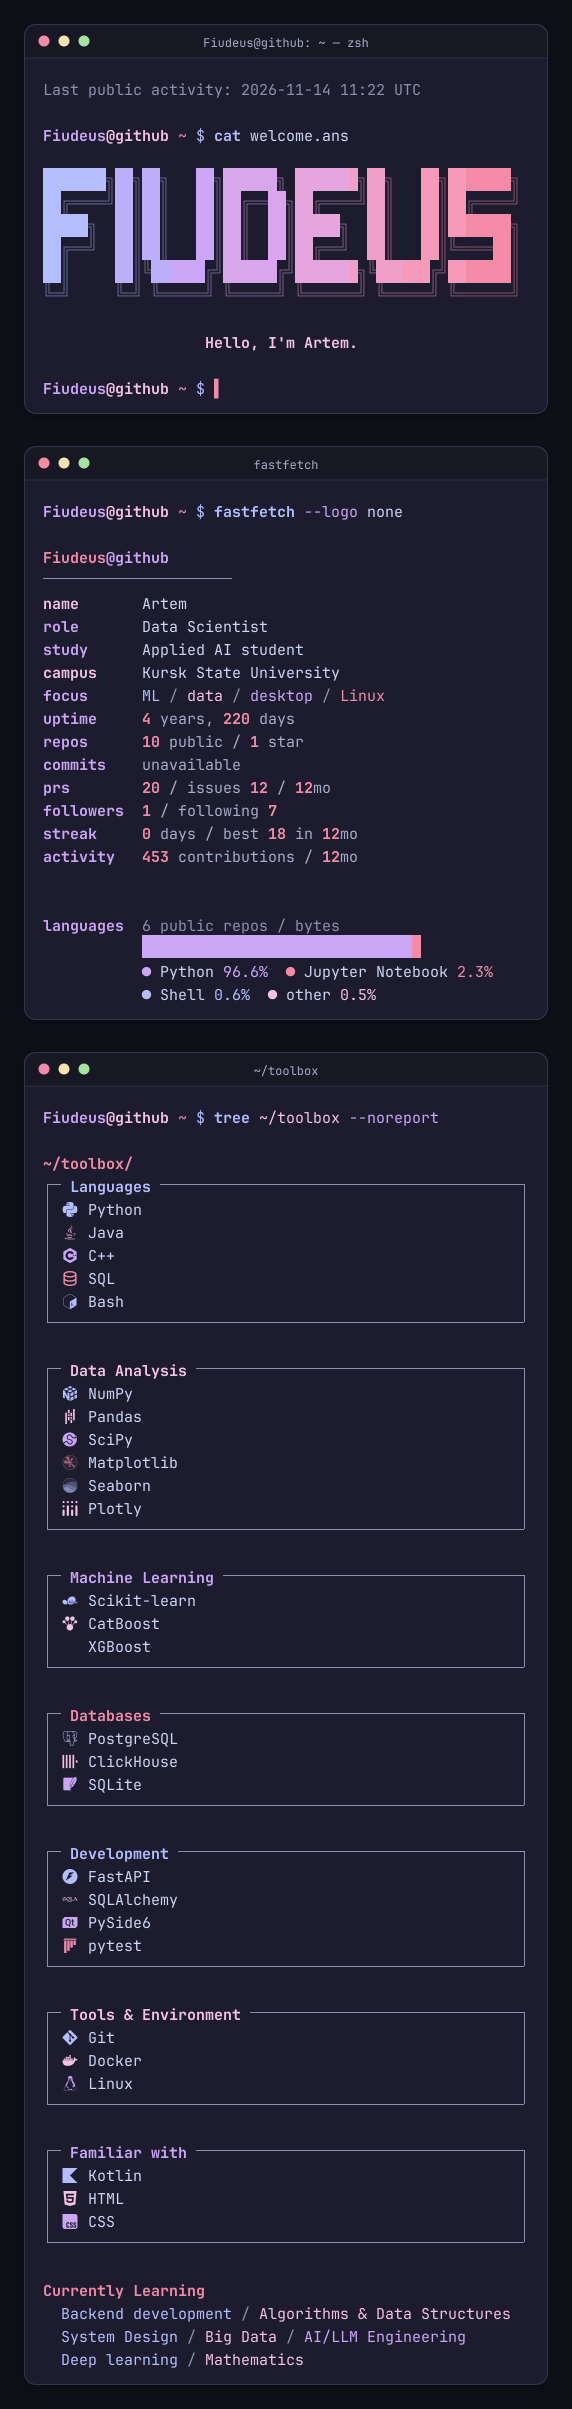 Fiudeus@github: ~ — zsh
Last public activity: 2026-11-14 11:22 UTC
Fiudeus@github ~ $ cat welcome.ans
FIUDEUS
Hello, I'm Artem.
Fiudeus@github ~ $
fastfetch
Fiudeus@github ~ $ fastfetch --logo none
Fiudeus@github
name Artem
role Data Scientist
study Applied AI student
campus Kursk State University
focus ML / data / desktop / Linux
uptime 4 years, 220 days
repos 10 public / 1 star
commits unavailable
prs 20 / issues 12 / 12mo
followers 1 / following 7
streak 0 days / best 18 in 12mo
activity 453 contributions / 12mo
languages 6 public repos / bytes
● Python 96.6% ● Jupyter Notebook 2.3%
● Shell 0.6% ● other 0.5%
~/toolbox
Fiudeus@github ~ $ tree ~/toolbox --noreport
~/toolbox/
Languages
Python
Java
C++
SQL
Bash
Data Analysis
NumPy
Pandas
SciPy
Matplotlib
Seaborn
Plotly
Machine Learning
Scikit-learn
CatBoost
XGBoost
Databases
PostgreSQL
ClickHouse
SQLite
Development
FastAPI
SQLAlchemy
Qt PySide6
pytest
Tools & Environment
Git
Docker
Linux
Familiar with
Kotlin
HTML
CSS CSS
Currently Learning
Backend development / Algorithms & Data Structures
System Design / Big Data / AI/LLM Engineering
Deep learning / Mathematics